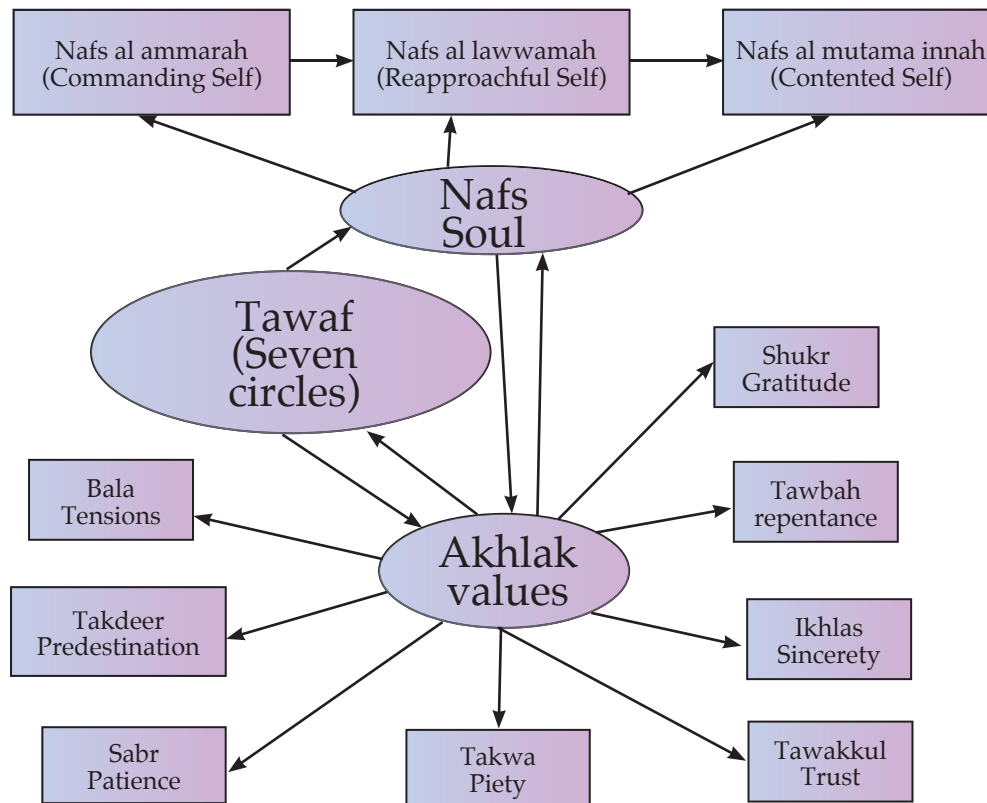 Nafs al ammarah
(Commanding Self)
Nafs al lawwamah
(Reapproachful Self)
Nafs al mutama innah
(Contented Self)
Nafs
Soul
Tawaf
(Seven
circles)
Shukr
Gratitude
Bala
Tensions
Tawbah
repentance
Akhlak
values
Takdeer
Predestination
Ikhlas
Sincerety
Sabr
Patience
Takwa
Piety
Tawakkul
Trust